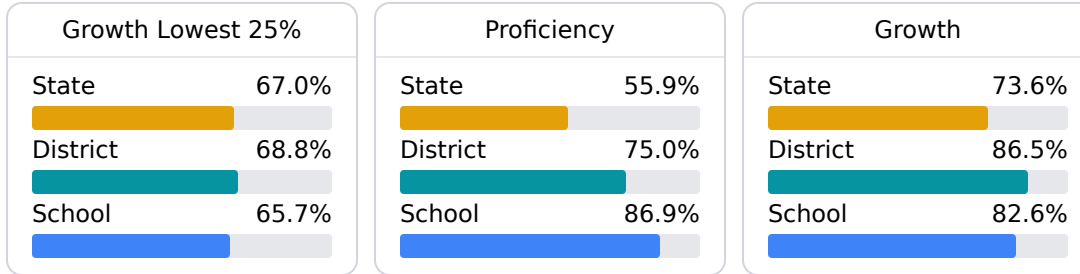 Growth Lowest 25%
State 67.0%
District 68.8%
School 65.7%
Proficiency
State 55.9%
District 75.0%
School 86.9%
Growth
State 73.6%
District 86.5%
School 82.6%